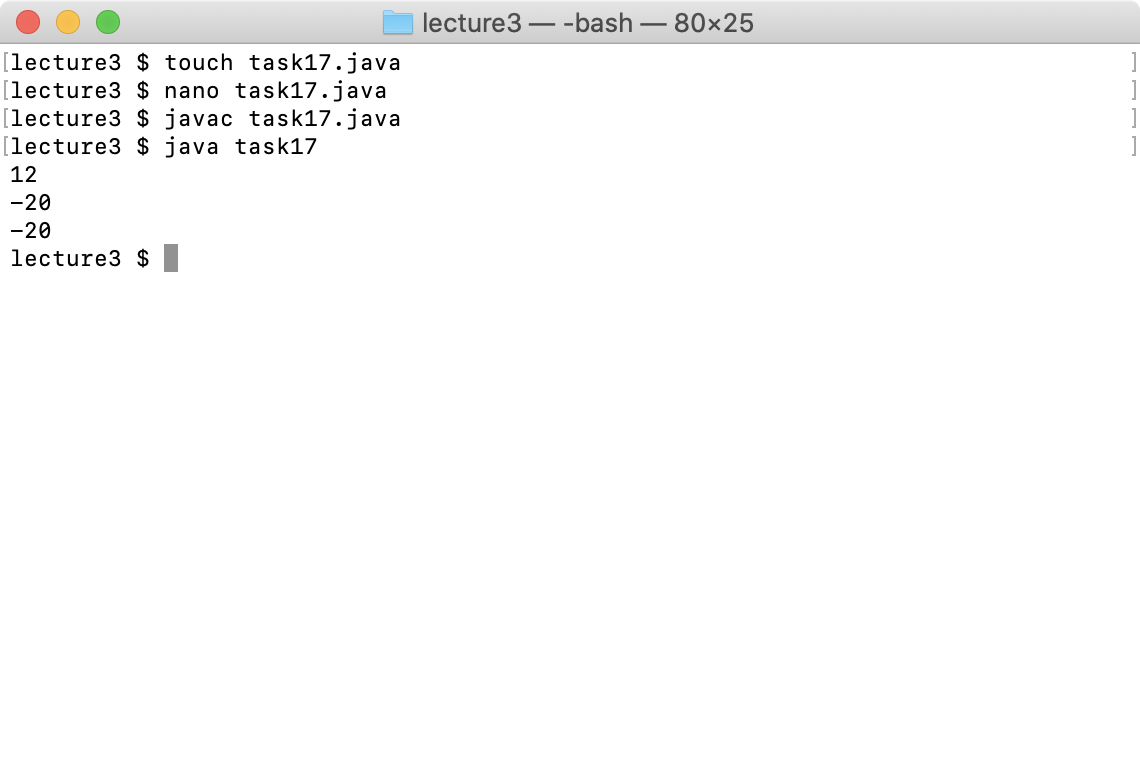 lecture3 — -bash — 80×25
[lecture3 $ touch task17.java ]
[lecture3 $ nano task17.java ]
[lecture3 $ javac task17.java ]
[lecture3 $ java task17 ]
12
-20
-20
lecture3 $